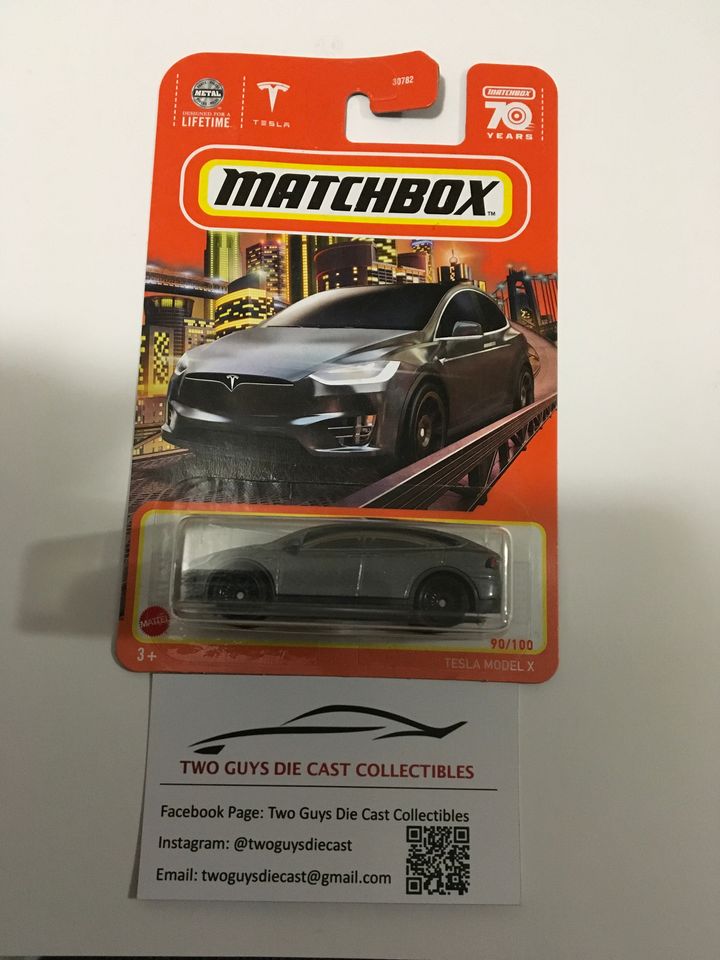 METAL
DESIGNED FOR A
LIFETIME
TESLA
30782
MATCHBOX
70
YEARS
MATCHBOX™
MATTEL
3+
90/100
TESLA MODEL X
TWO GUYS DIE CAST COLLECTIBLES
Facebook Page: Two Guys Die Cast Collectibles
Instagram: @twoguysdiecast
Email: twoguysdiecast@gmail.com